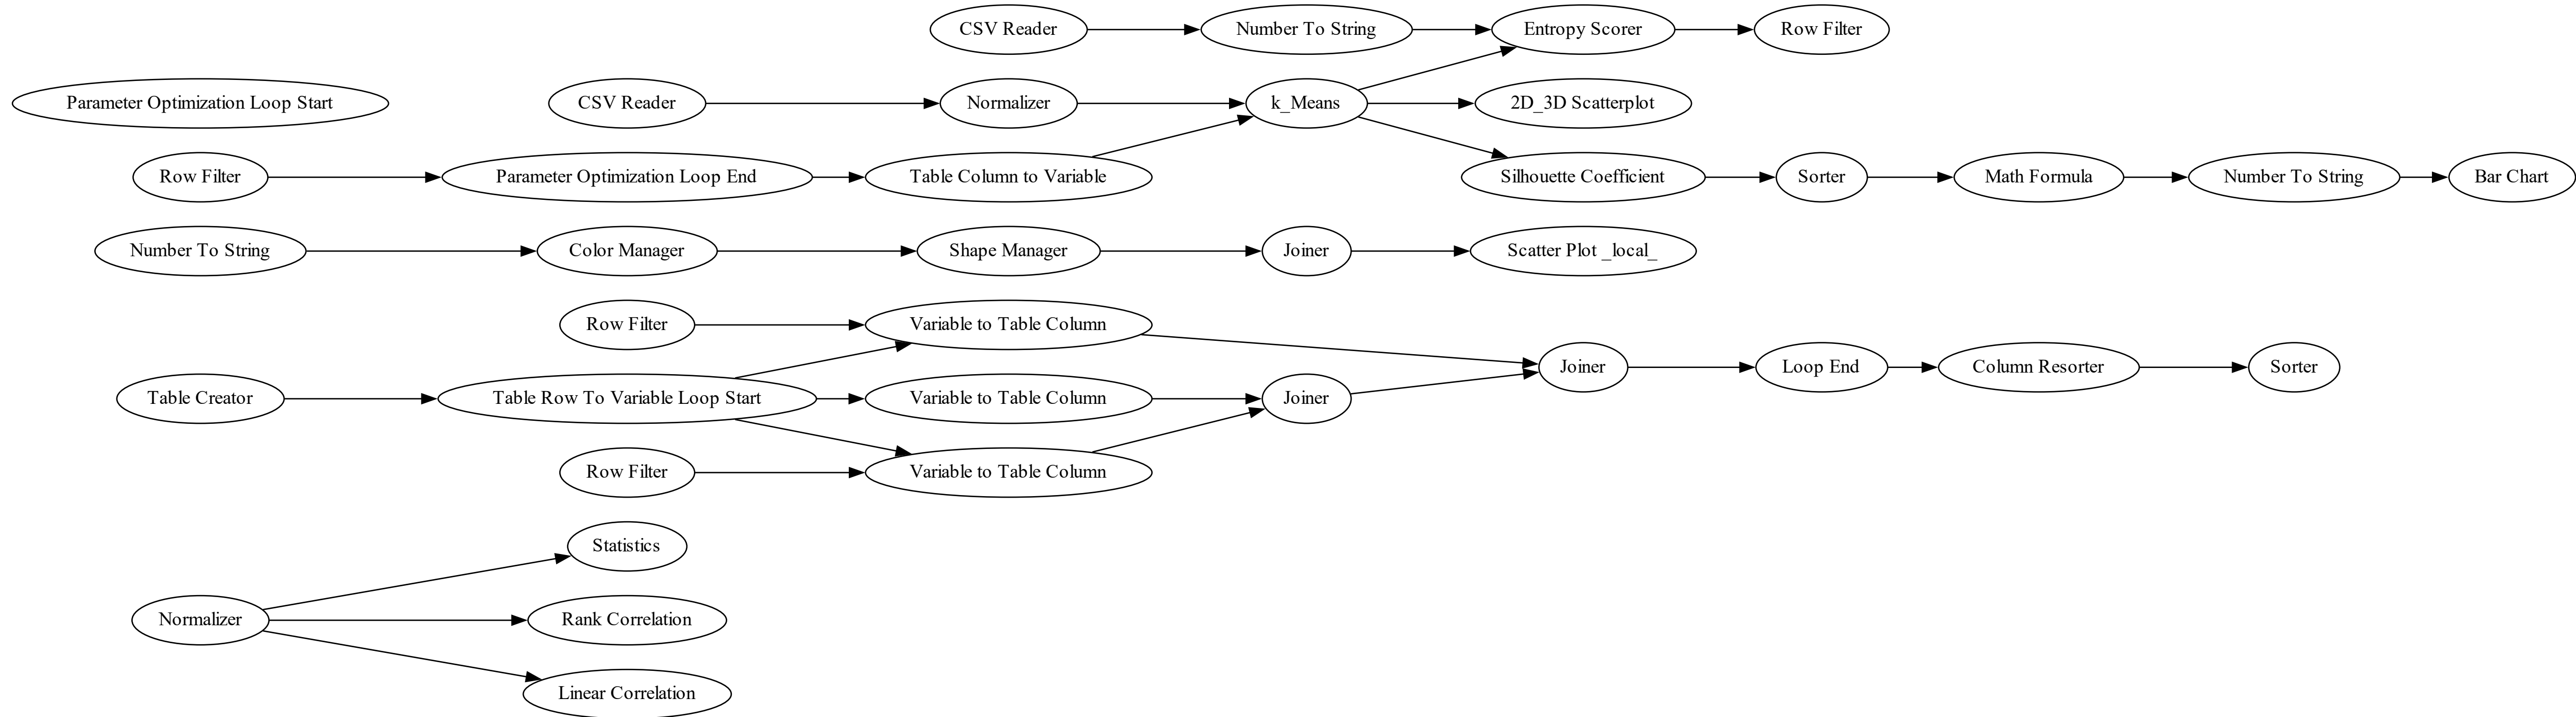 CSV Reader
Number To String
Entropy Scorer
Row Filter
Parameter Optimization Loop Start
CSV Reader
Normalizer
k_Means
2D_3D Scatterplot
Row Filter
Parameter Optimization Loop End
Table Column to Variable
Silhouette Coefficient
Sorter
Math Formula
Number To String
Bar Chart
Number To String
Color Manager
Shape Manager
Joiner
Scatter Plot _local_
Row Filter
Variable to Table Column
Joiner
Loop End
Column Resorter
Sorter
Table Creator
Table Row To Variable Loop Start
Variable to Table Column
Joiner
Row Filter
Variable to Table Column
Statistics
Normalizer
Rank Correlation
Linear Correlation